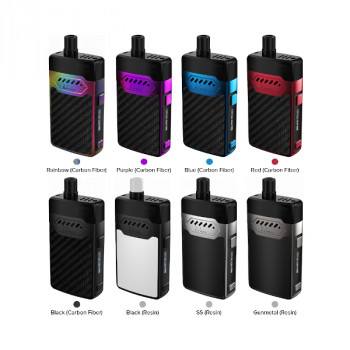 Rainbow (Carbon Fiber)
Purple (Carbon Fiber)
Blue (Carbon Fiber)
Red (Carbon Fiber)
Black (Carbon Fiber)
Black (Resin)
SS (Resin)
Gunmetal (Resin)